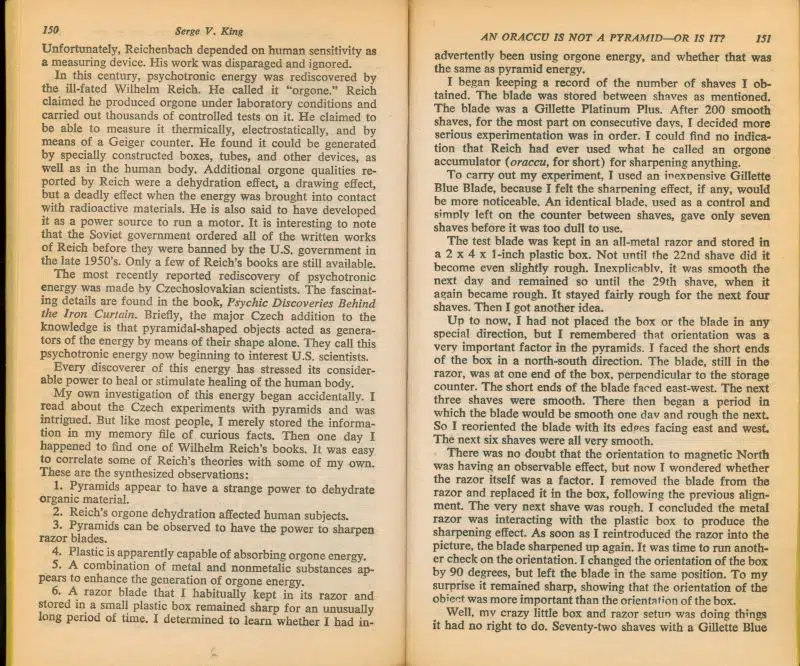 150
Serge V. King
Unfortunately, Reichenbach depended on human sensitivity as
a measuring device. His work was disparaged and ignored.
In this century, psychotronic energy was rediscovered by
the ill-fated Wilhelm Reich. He called it "orgone." Reich
claimed he produced orgone under laboratory conditions and
carried out thousands of controlled tests on it. He claimed to
be able to measure it thermically, electrostatically, and by
means of a Geiger counter. He found it could be generated
by specially constructed boxes, tubes, and other devices, as
well as in the human body. Additional orgone qualities re-
ported by Reich were a dehydration effect, a drawing effect,
but a deadly effect when the energy was brought into contact
with radioactive materials. He is also said to have developed
it as a power source to run a motor. It is interesting to note
that the Soviet government ordered all of the written works
of Reich before they were banned by the U.S. government in
the late 1950's. Only a few of Reich's books are still available.
The most recently reported rediscovery of psychotronic
energy was made by Czechoslovakian scientists. The fascinat-
ing details are found in the book, Psychic Discoveries Behind
the Iron Curtain. Briefly, the major Czech addition to the
knowledge is that pyramidal-shaped objects acted as genera-
tors of the energy by means of their shape alone. They call this
psychotronic energy now beginning to interest U.S. scientists.
Every discoverer of this energy has stressed its consider-
able power to heal or stimulate healing of the human body.
My own investigation of this energy began accidentally. I
read about the Czech experiments with pyramids and was
intrigued. But like most people, I merely stored the informa-
tion in my memory file of curious facts. Then one day I
happened to find one of Wilhelm Reich's books. It was easy
to correlate some of Reich's theories with some of my own.
These are the synthesized observations:
1. Pyramids appear to have a strange power to dehydrate
organic material.
2. Reich's orgone dehydration affected human subjects.
3. Pyramids can be observed to have the power to sharpen
razor blades.
4. Plastic is apparently capable of absorbing orgone energy.
5. A combination of metal and nonmetalic substances ap-
pears to enhance the generation of orgone energy.
6. A razor blade that I habitually kept in its razor and
stored in a small plastic box remained sharp for an unusually
long period of time. I determined to learn whether I had in-
AN ORACCU IS NOT A PYRAMID—OR IS IT?
151
advertently been using orgone energy, and whether that was
the same as pyramid energy.
I began keeping a record of the number of shaves I ob-
tained. The blade was stored between shaves as mentioned.
The blade was a Gillette Platinum Plus. After 200 smooth
shaves, for the most part on consecutive days, I decided more
serious experimentation was in order. I could find no indica-
tion that Reich had ever used what he called an orgone
accumulator (oraccu, for short) for sharpening anything.
To carry out my experiment, I used an inexpensive Gillette
Blue Blade, because I felt the sharpening effect, if any, would
be more noticeable. An identical blade, used as a control and
simply left on the counter between shaves, gave only seven
shaves before it was too dull to use.
The test blade was kept in an all-metal razor and stored in
a 2 x 4 x 1-inch plastic box. Not until the 22nd shave did it
become even slightly rough. Inexplicably, it was smooth the
next day and remained so until the 29th shave, when it
again became rough. It stayed fairly rough for the next four
shaves. Then I got another idea.
Up to now, I had not placed the box or the blade in any
special direction, but I remembered that orientation was a
very important factor in the pyramids. I faced the short ends
of the box in a north-south direction. The blade, still in the
razor, was at one end of the box, perpendicular to the storage
counter. The short ends of the blade faced east-west. The next
three shaves were smooth. There then began a period in
which the blade would be smooth one day and rough the next.
So I reoriented the blade with its edges facing east and west.
The next six shaves were all very smooth.
There was no doubt that the orientation to magnetic North
was having an observable effect, but now I wondered whether
the razor itself was a factor. I removed the blade from the
razor and replaced it in the box, following the previous align-
ment. The very next shave was rough. I concluded the metal
razor was interacting with the plastic box to produce the
sharpening effect. As soon as I reintroduced the razor into the
picture, the blade sharpened up again. It was time to run anoth-
er check on the orientation. I changed the orientation of the box
by 90 degrees, but left the blade in the same position. To my
surprise it remained sharp, showing that the orientation of the
object was more important than the orientation of the box.
Well, my crazy little box and razor setup was doing things
it had no right to do. Seventy-two shaves with a Gillette Blue